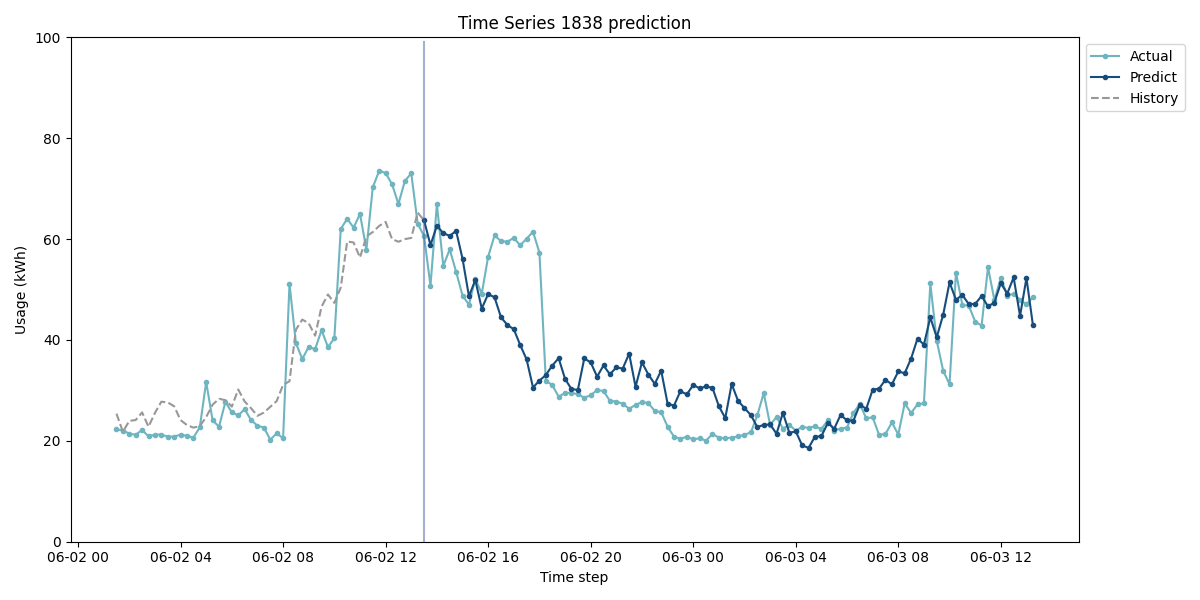 Time Series 1838 prediction
100
80
60
40
20
0
Usage (kWh)
06-02 00
06-02 04
06-02 08
06-02 12
06-02 16
06-02 20
06-03 00
06-03 04
06-03 08
06-03 12
Time step
Actual
Predict
History